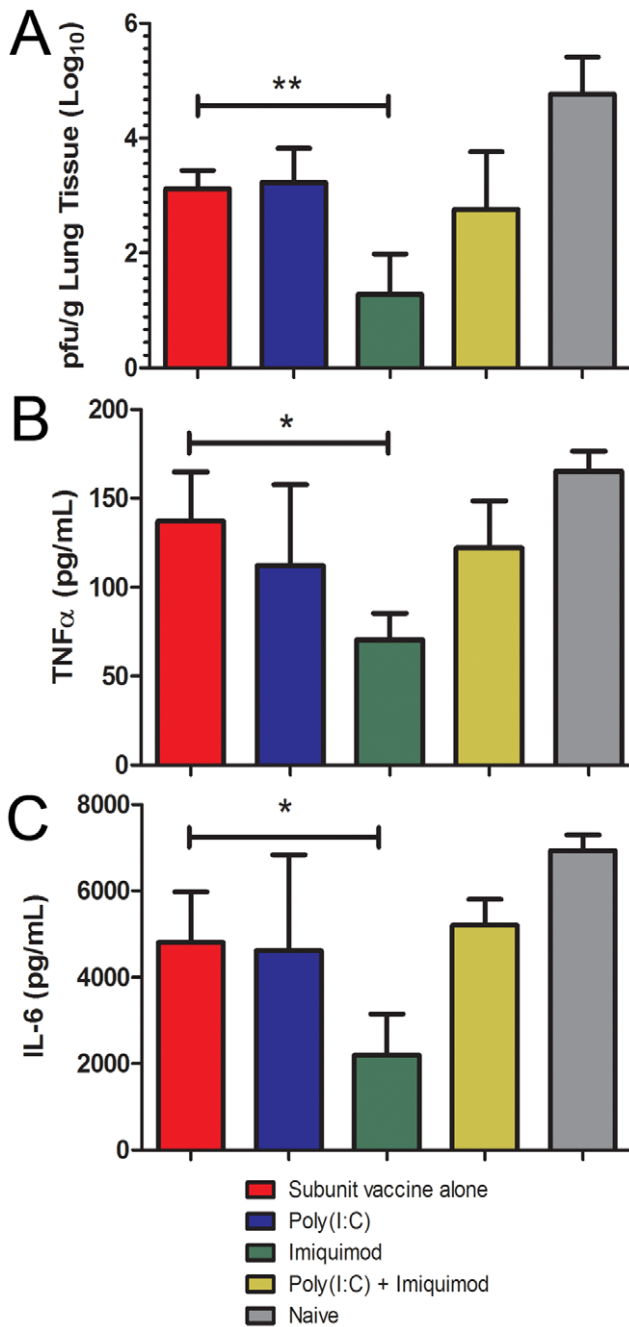 A
pfu/g Lung Tissue (Log10)
6
4
2
0
**
B
TNFα (pg/mL)
200
150
100
50
0
*
C
IL-6 (pg/mL)
8000
6000
4000
2000
0
*
Subunit vaccine alone
Poly(I:C)
Imiquimod
Poly(I:C) + Imiquimod
Naive